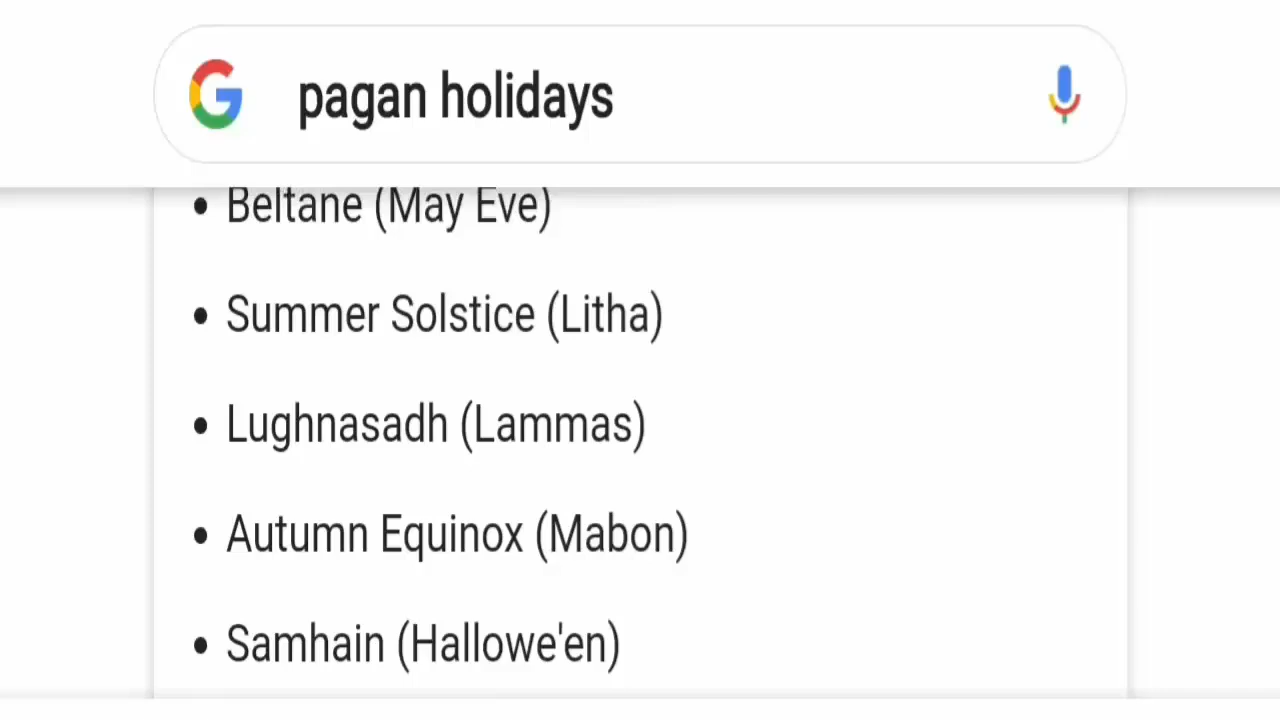 pagan holidays
• Beltane (May Eve)
• Summer Solstice (Litha)
• Lughnasadh (Lammas)
• Autumn Equinox (Mabon)
• Samhain (Hallowe'en)